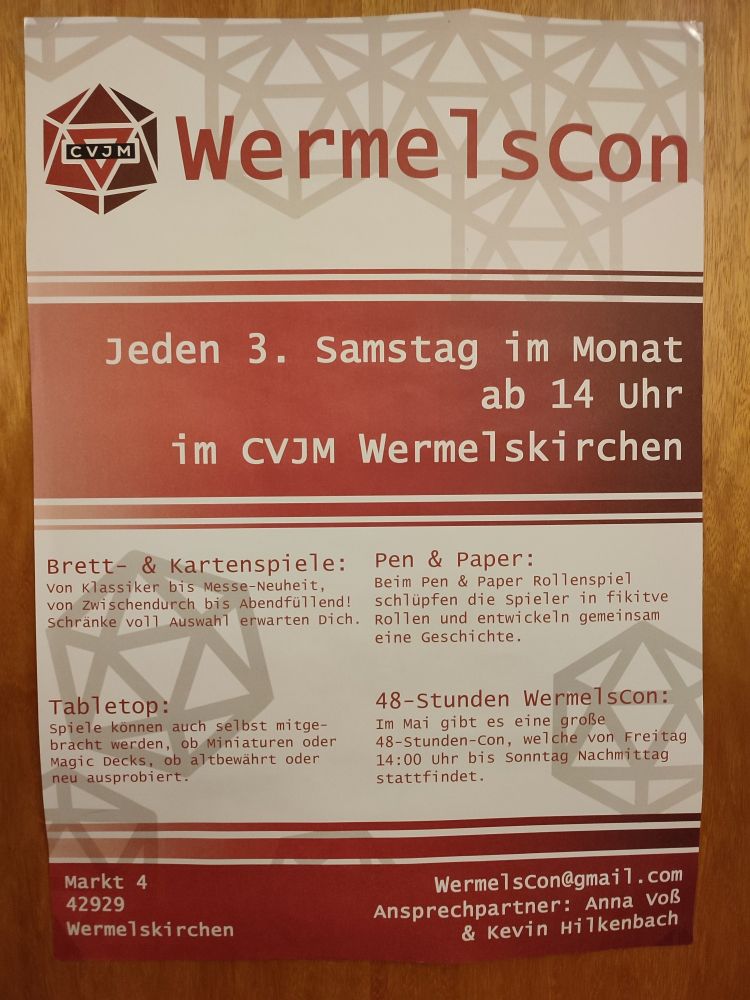 CVJM
WermelsCon
Jeden 3. Samstag im Monat
ab 14 Uhr
im CVJM Wermelskirchen
Brett- & Kartenspiele:
Von Klassiker bis Messe-Neuheit,
von Zwischendurch bis Abendfüllend!
Schränke voll Auswahl erwarten Dich.
Pen & Paper:
Beim Pen & Paper Rollenspiel
schlüpfen die Spieler in fikitve
Rollen und entwickeln gemeinsam
eine Geschichte.
Tabletop:
Spiele können auch selbst mitge-
bracht werden, ob Miniaturen oder
Magic Decks, ob altbewährt oder
neu ausprobiert.
48-Stunden WermelsCon:
Im Mai gibt es eine große
48-Stunden-Con, welche von Freitag
14:00 Uhr bis Sonntag Nachmittag
stattfindet.
Markt 4
42929
Wermelskirchen
WermelsCon@gmail.com
Ansprechpartner: Anna Voß
& Kevin Hilkenbach